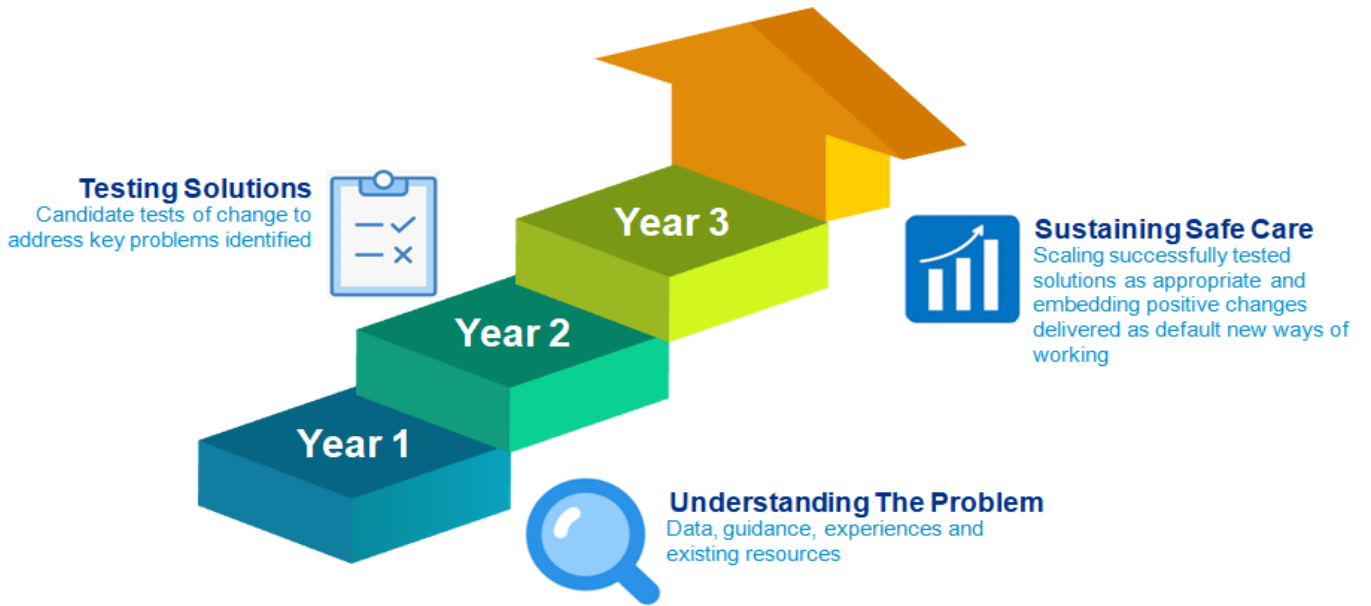 Testing Solutions
Candidate tests of change to
address key problems identified
Year 3
Sustaining Safe Care
Scaling successfully tested
solutions as appropriate and
embedding positive changes
delivered as default new ways of
working
Year 2
Year 1
Understanding The Problem
Data, guidance, experiences and
existing resources